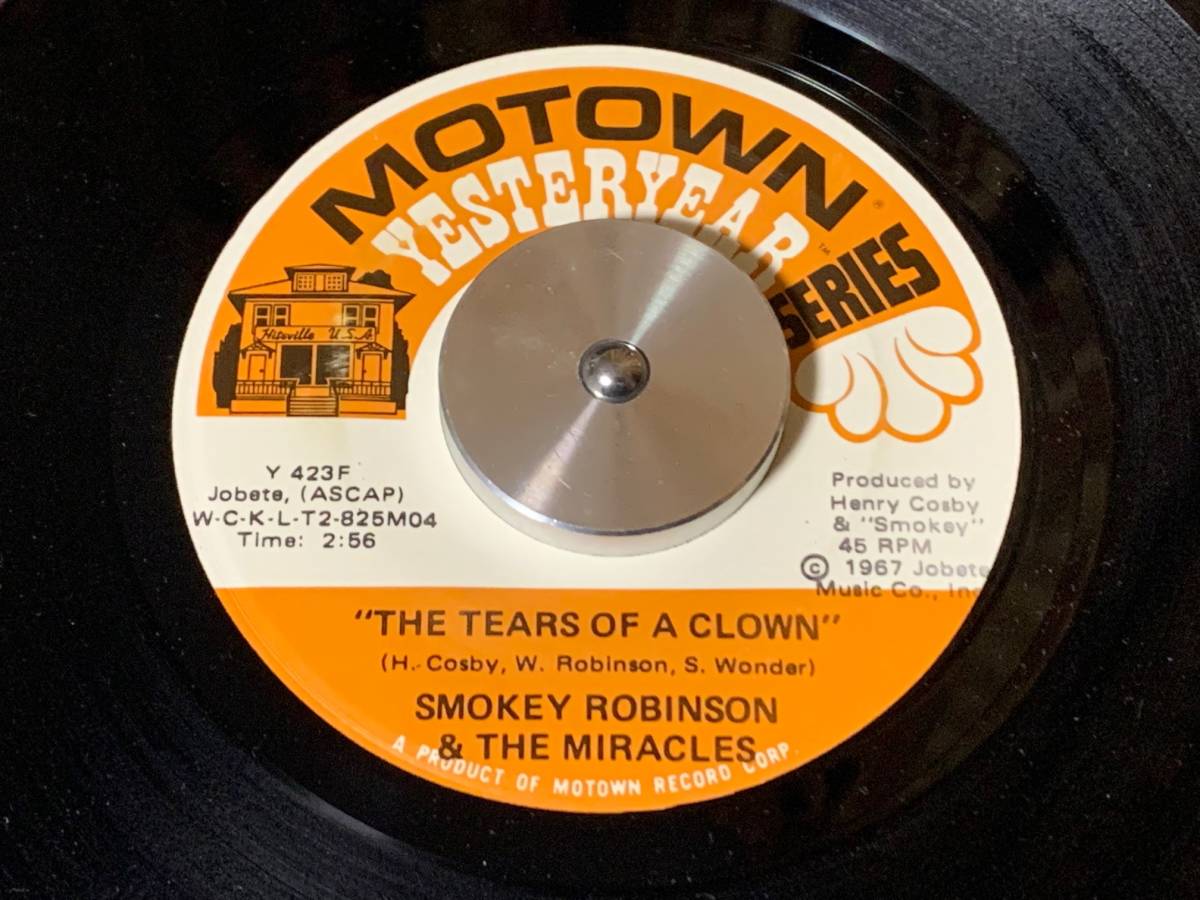 MOTOWN®
YESTERYEAR™
SERIES
Hitsville U.S.A
Y 423F
Jobete, (ASCAP)
W-C-K-L-T2-825M04
Time: 2:56
Produced by
Henry Cosby
& "Smokey"
45 RPM
© 1967 Jobete
Music Co., Inc
"THE TEARS OF A CLOWN"
(H. Cosby, W. Robinson, S. Wonder)
SMOKEY ROBINSON
& THE MIRACLES
A PRODUCT OF MOTOWN RECORD CORP.